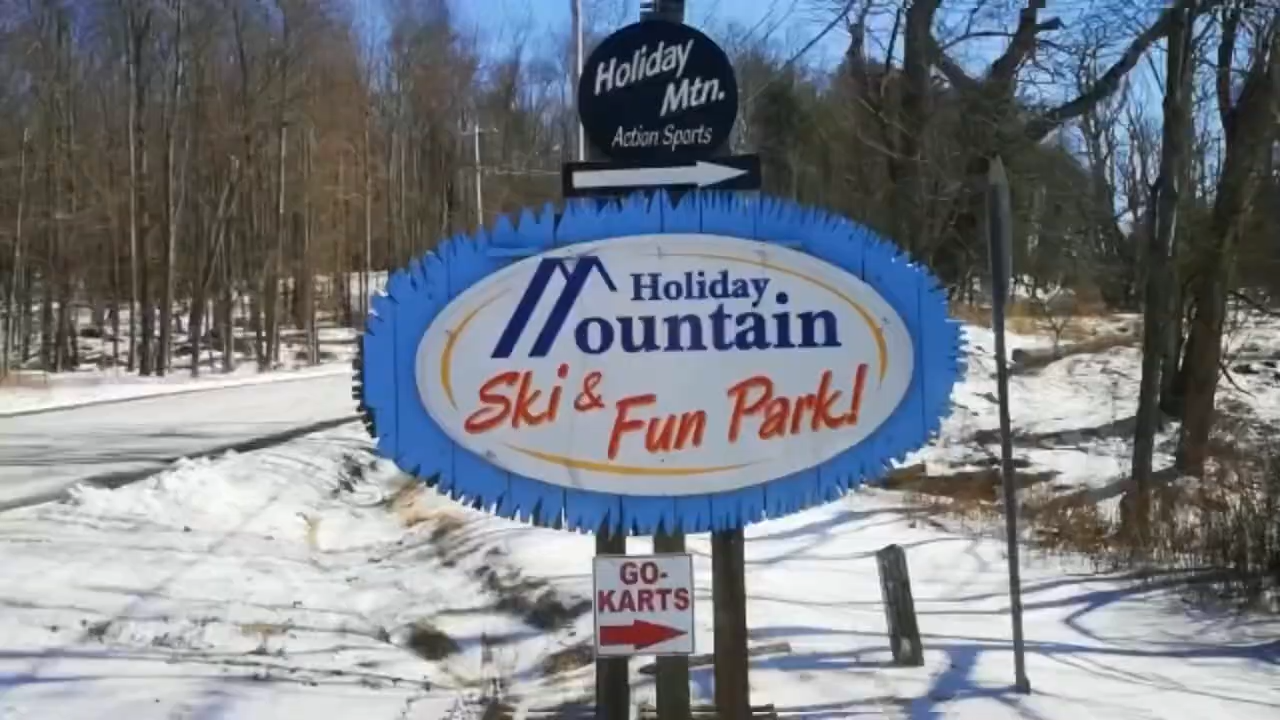 Holiday
Mtn.
Action Sports
Holiday
Mountain
Ski &
Fun Park!
GO-
KARTS